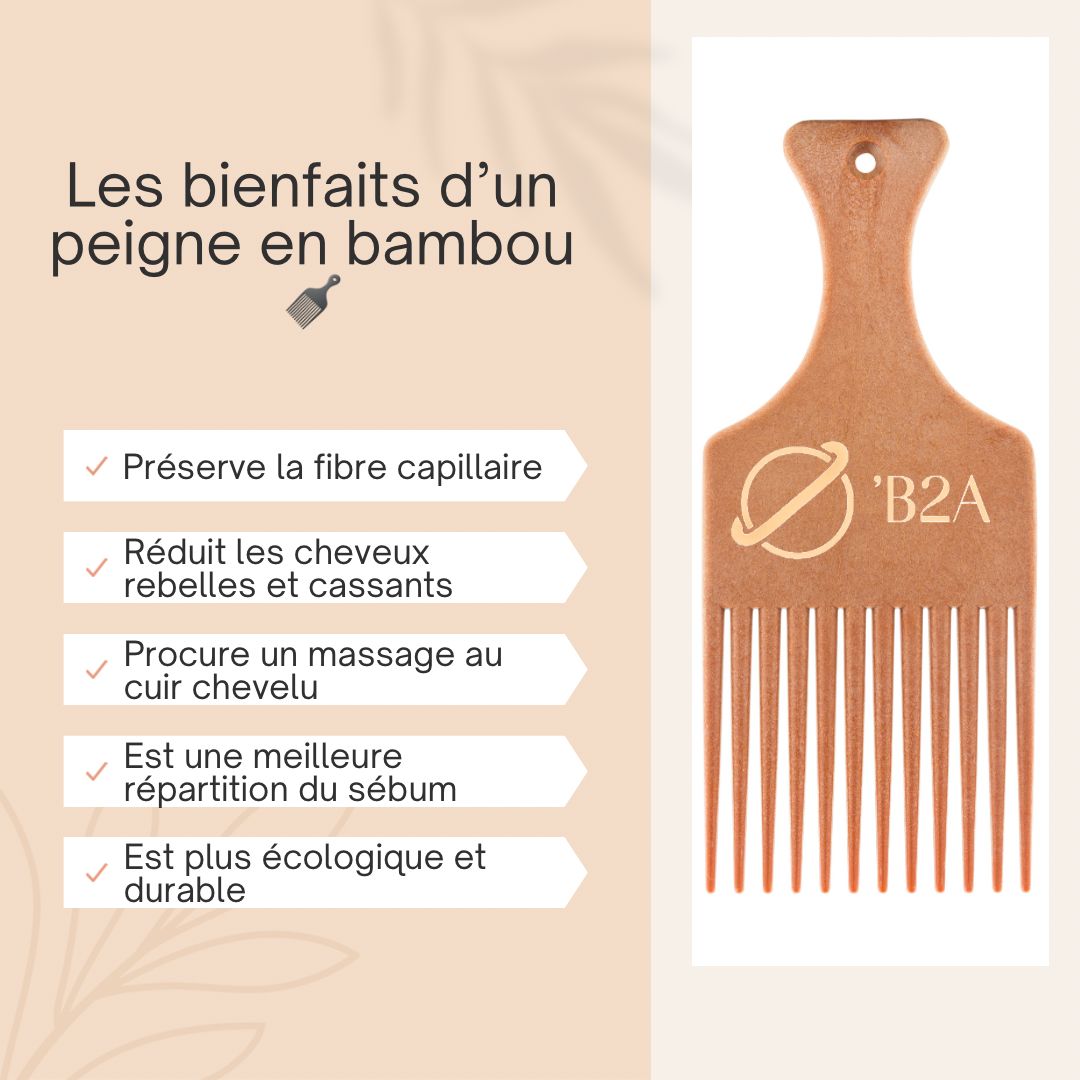 Les bienfaits d’un
peigne en bambou
Préserve la fibre capillaire
Réduit les cheveux
rebelles et cassants
Procure un massage au
cuir chevelu
Est une meilleure
répartition du sébum
Est plus écologique et
durable
’B2A